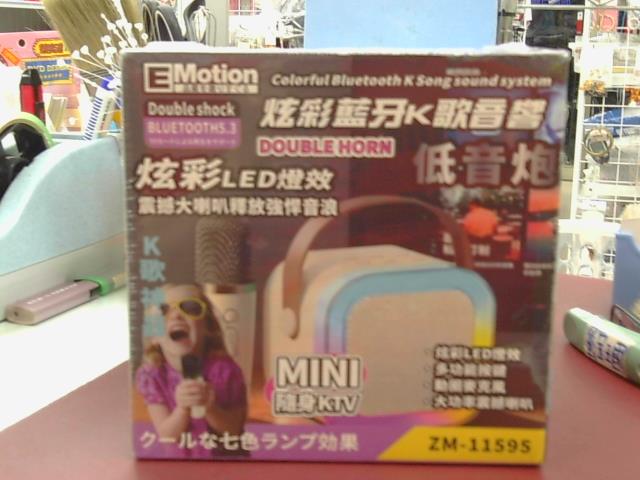 EMotion
Colorful Bluetooth K Song sound system
Double shock
BLUETOOTH5.3
炫彩藍牙K歌音響
DOUBLE HORN
低音炮
炫彩LED燈效
震撼大喇叭釋放強悍音浪
K歌神器
MINI
隨身KTV
·炫彩LED燈效
·多功能按鍵
·動圈麥克風
·大功率震撼喇叭
クールな七色ランプ効果
ZM-11595